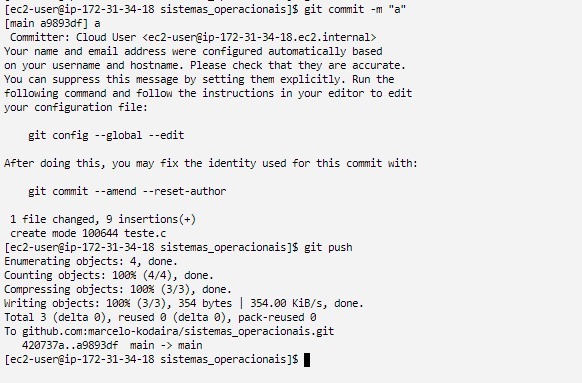 [ec2-user@ip-172-31-34-18 sistemas_operacionais]$ git commit -m "a"
[main a9893df] a
 Committer: Cloud User <ec2-user@ip-172-31-34-18.ec2.internal>
Your name and email address were configured automatically based
on your username and hostname. Please check that they are accurate.
You can suppress this message by setting them explicitly. Run the
following command and follow the instructions in your editor to edit
your configuration file:

    git config --global --edit

After doing this, you may fix the identity used for this commit with:

    git commit --amend --reset-author

 1 file changed, 9 insertions(+)
 create mode 100644 teste.c
[ec2-user@ip-172-31-34-18 sistemas_operacionais]$ git push
Enumerating objects: 4, done.
Counting objects: 100% (4/4), done.
Compressing objects: 100% (3/3), done.
Writing objects: 100% (3/3), 354 bytes | 354.00 KiB/s, done.
Total 3 (delta 0), reused 0 (delta 0), pack-reused 0
To github.com:marcelo-kodaira/sistemas_operacionais.git
   420737a..a9893df  main -> main
[ec2-user@ip-172-31-34-18 sistemas_operacionais]$